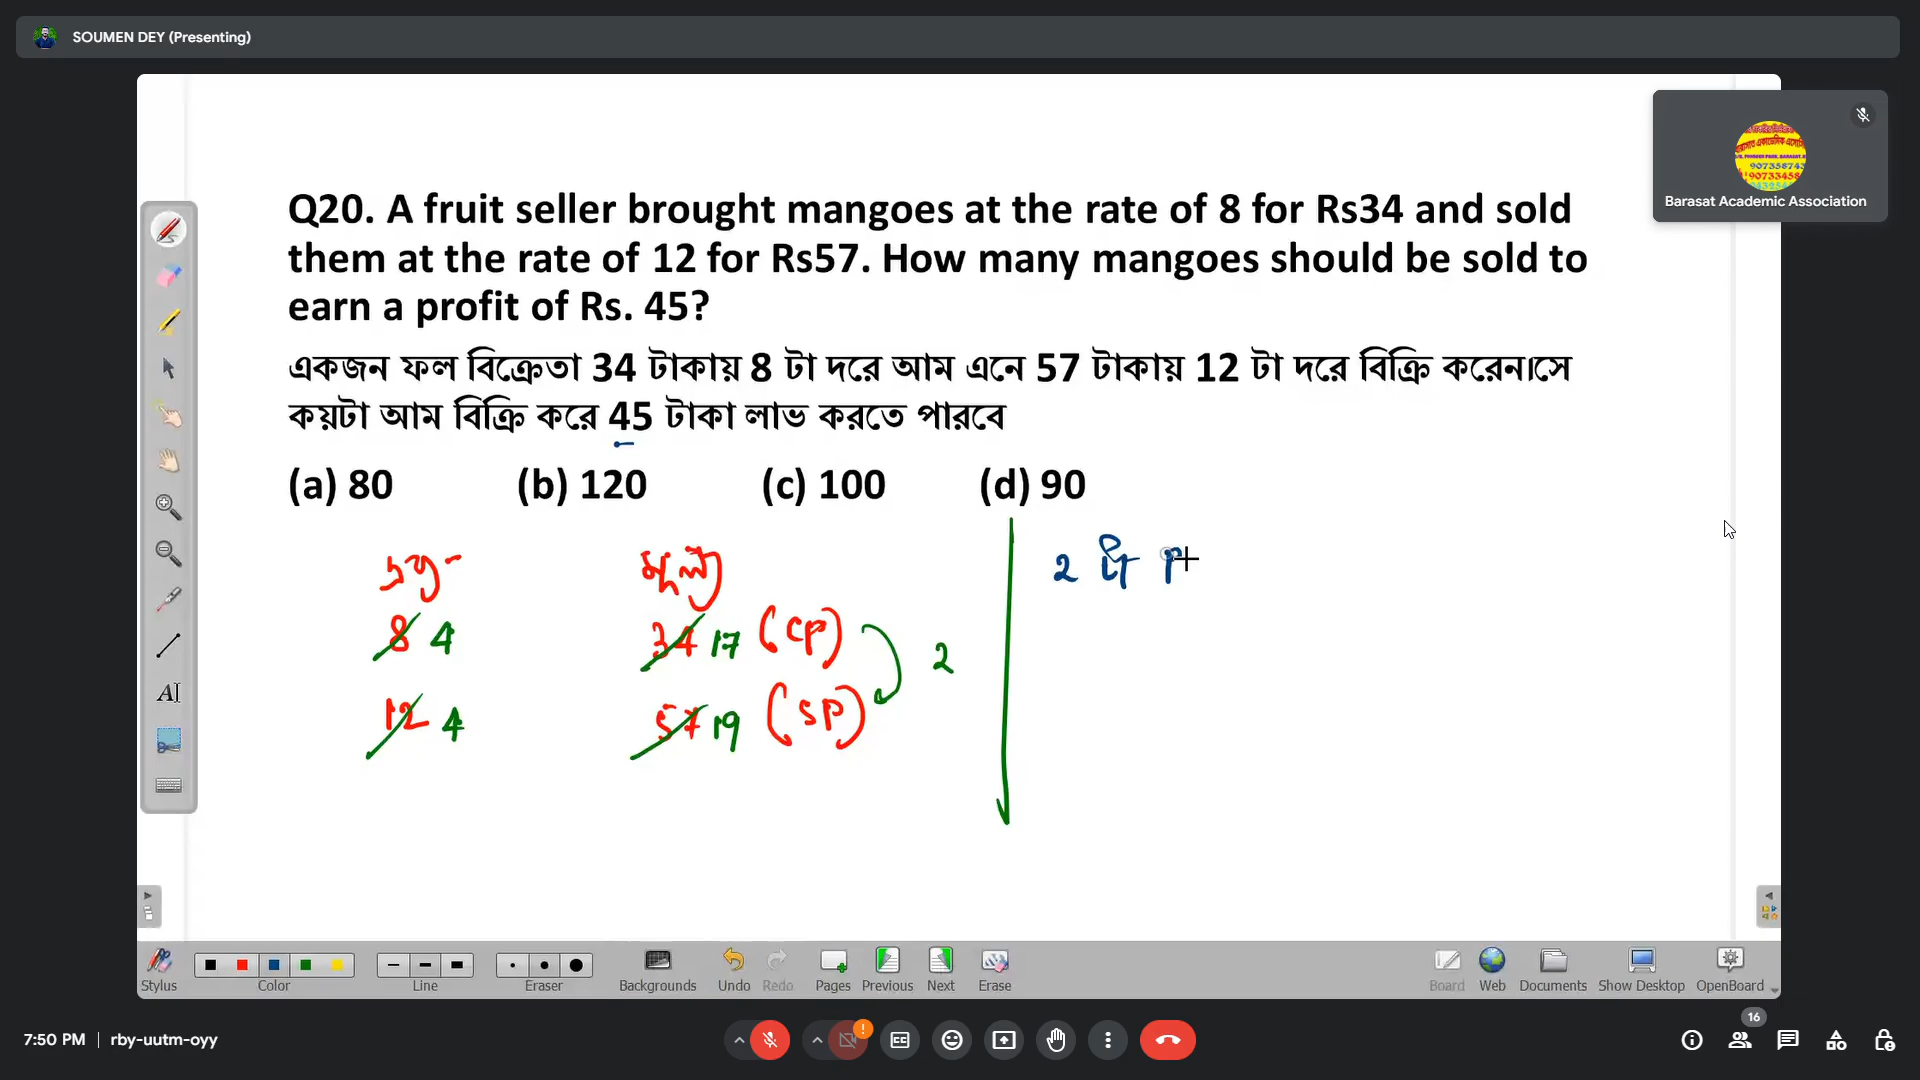 SOUMEN DEY (Presenting)
Barasat Academic Association
Q20. A fruit seller brought mangoes at the rate of 8 for Rs34 and sold
them at the rate of 12 for Rs57. How many mangoes should be sold to
earn a profit of Rs. 45?
একজন ফল বিক্রেতা 34 টাকায় 8 টা দরে আম এনে 57 টাকায় 12 টা দরে বিক্রি করেন।সে
কয়টা আম বিক্রি করে 45 টাকা লাভ করতে পারবে
(a) 80 (b) 120 (c) 100 (d) 90
মূল্য
2 টি
8 4 34 17 (CP)
2
12 4 57 19 (SP)
Stylus Color Line Eraser Backgrounds Undo Redo Pages Previous Next Erase Board Web Documents Show Desktop OpenBoard
7:50 PM | rby-uutm-oyy
16